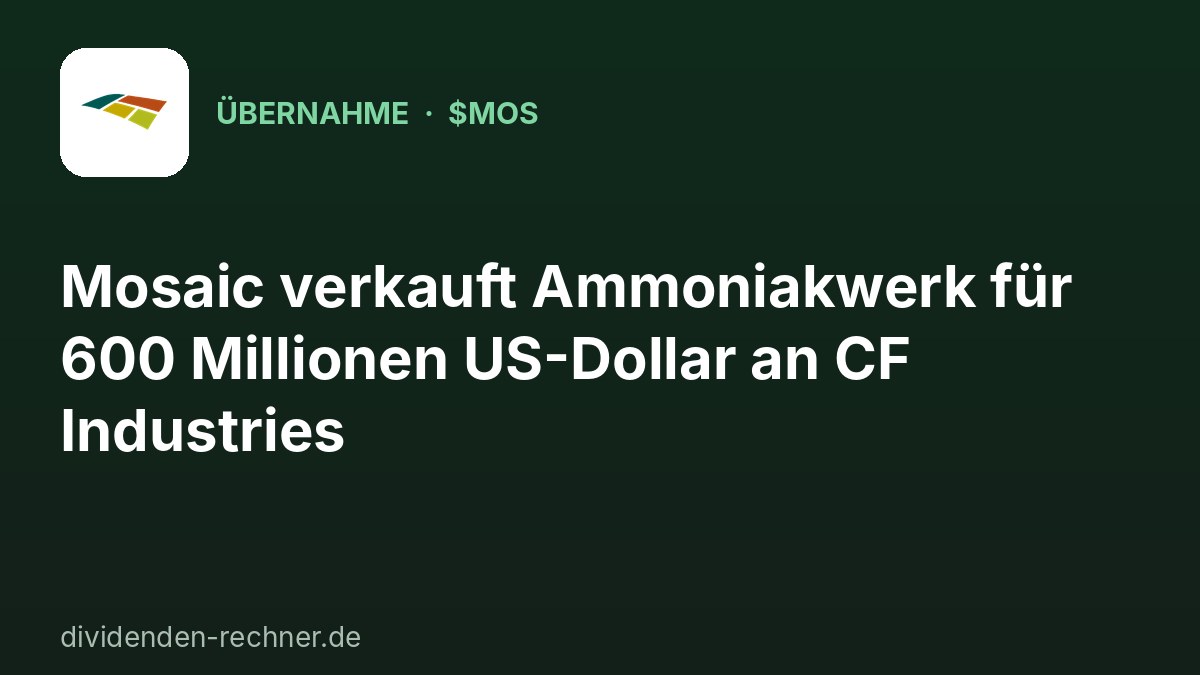 ÜBERNAHME · $MOS
Mosaic verkauft Ammoniakwerk für
600 Millionen US-Dollar an CF
Industries
dividenden-rechner.de